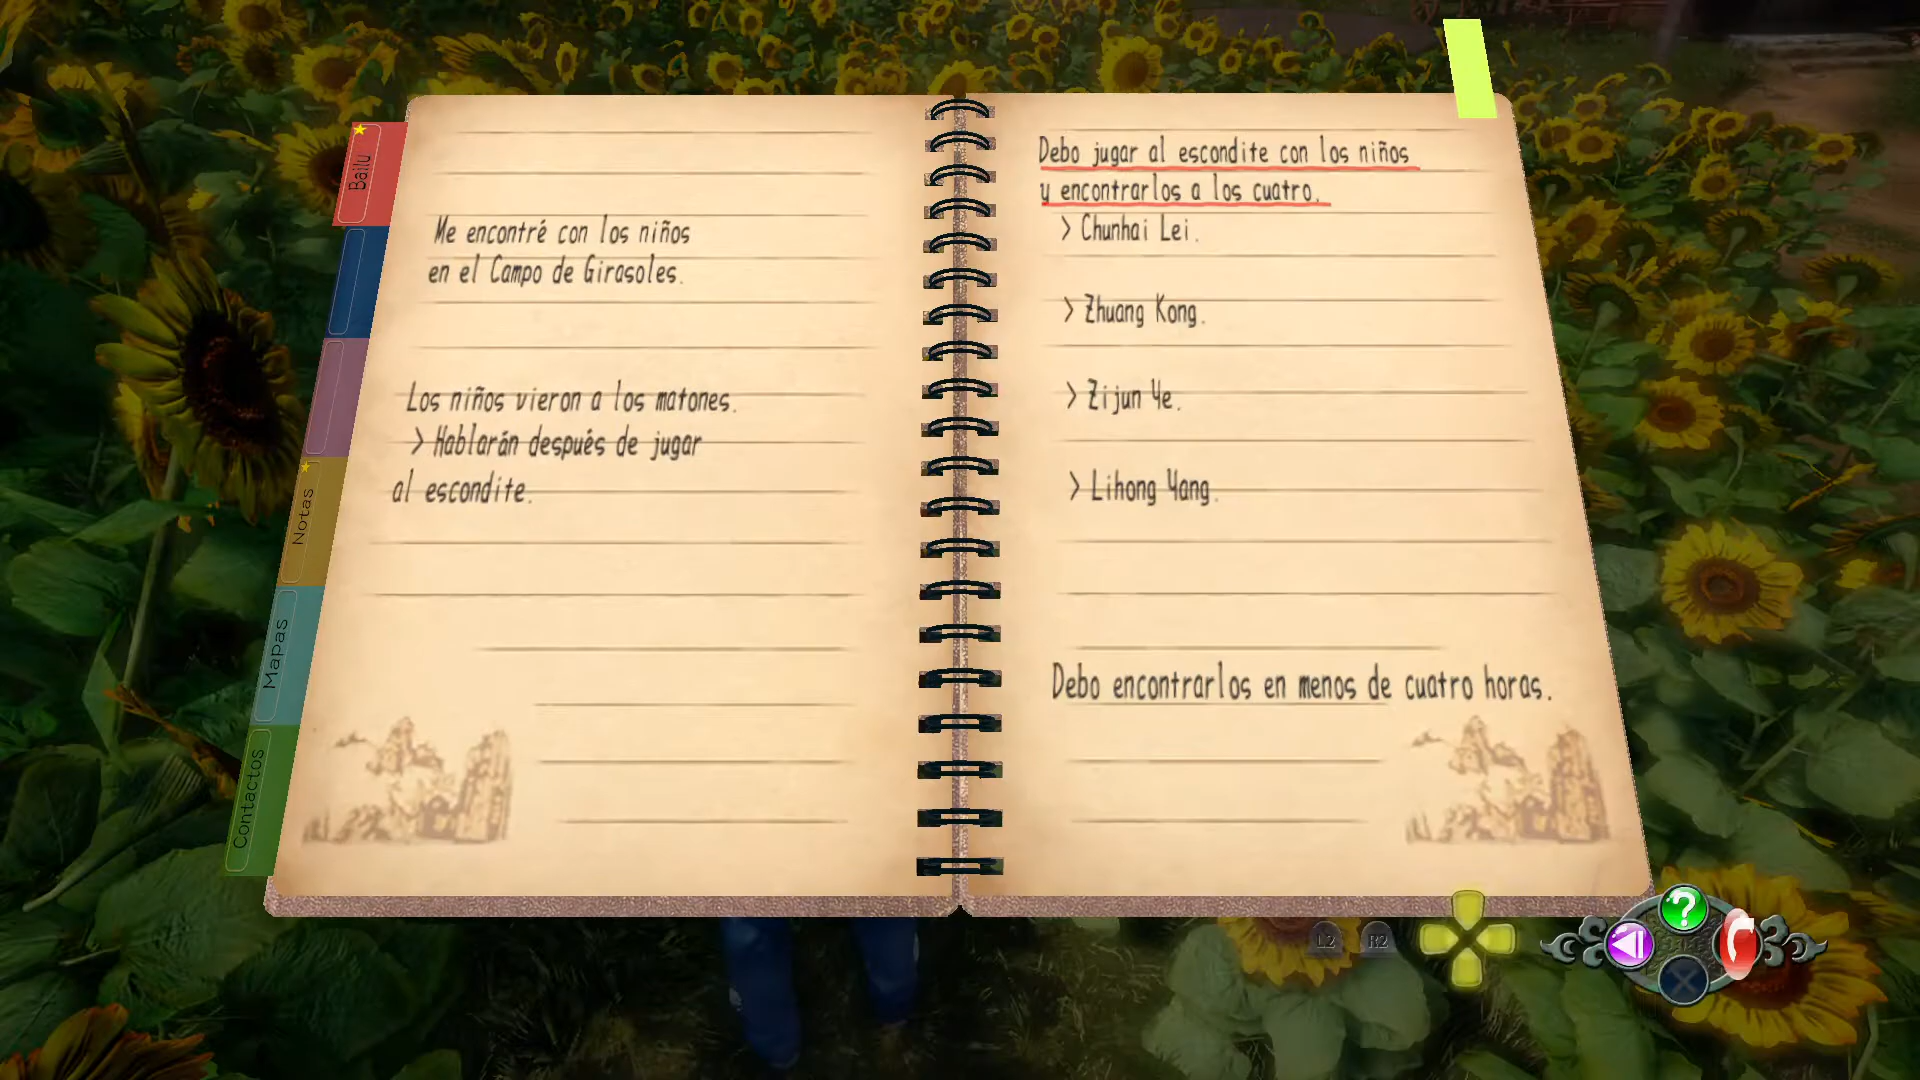 Bailu
Notas
Mapas
Contactos
Me encontré con los niños
en el Campo de Girasoles.
Los niños vieron a los matones.
> Hablarán después de jugar
al escondite.
Debo jugar al escondite con los niños
y encontrarlos a los cuatro.
> Chunhai Lei.
> Zhuang Kong.
> Zijun Ye.
> Lihong Yang.
Debo encontrarlos en menos de cuatro horas.
L2
R2
?